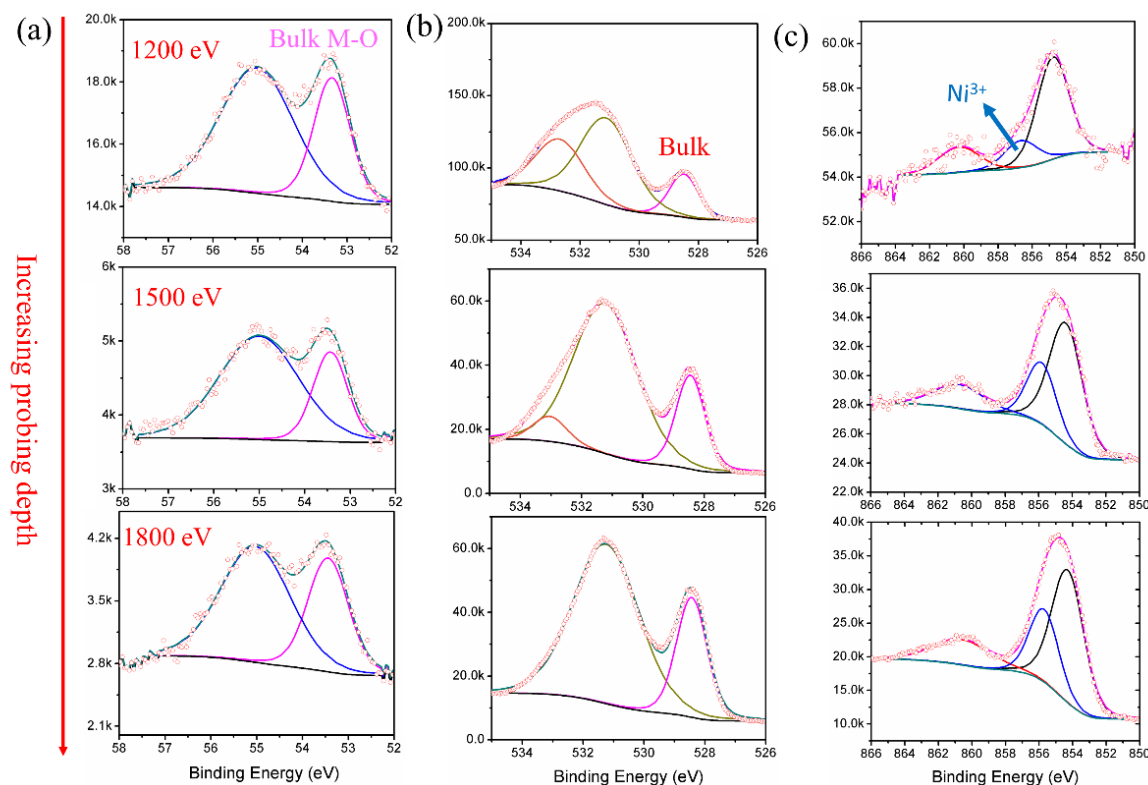 (a)
1200 eV
Bulk M-O
20.0k
18.0k
16.0k
14.0k
58 57 56 55 54 53 52
(b)
Bulk
200.0k
150.0k
100.0k
50.0k
534 532 530 528 526
(c)
Ni³⁺
60.0k
57.0k
54.0k
51.0k
866 864 862 860 858 856 854 852 850
Increasing probing depth
1500 eV
6k
5k
4k
3k
58 57 56 55 54 53 52
60.0k
40.0k
20.0k
0.0
534 532 530 528 526
36.0k
34.0k
32.0k
30.0k
28.0k
26.0k
24.0k
22.0k
866 864 862 860 858 856 854 852 850
1800 eV
4.2k
3.5k
2.8k
2.1k
58 57 56 55 54 53 52
Binding Energy (eV)
60.0k
40.0k
20.0k
0.0
534 532 530 528 526
Binding Energy (eV)
40.0k
35.0k
30.0k
25.0k
20.0k
15.0k
10.0k
866 864 862 860 858 856 854 852 850
Binding Energy (eV)